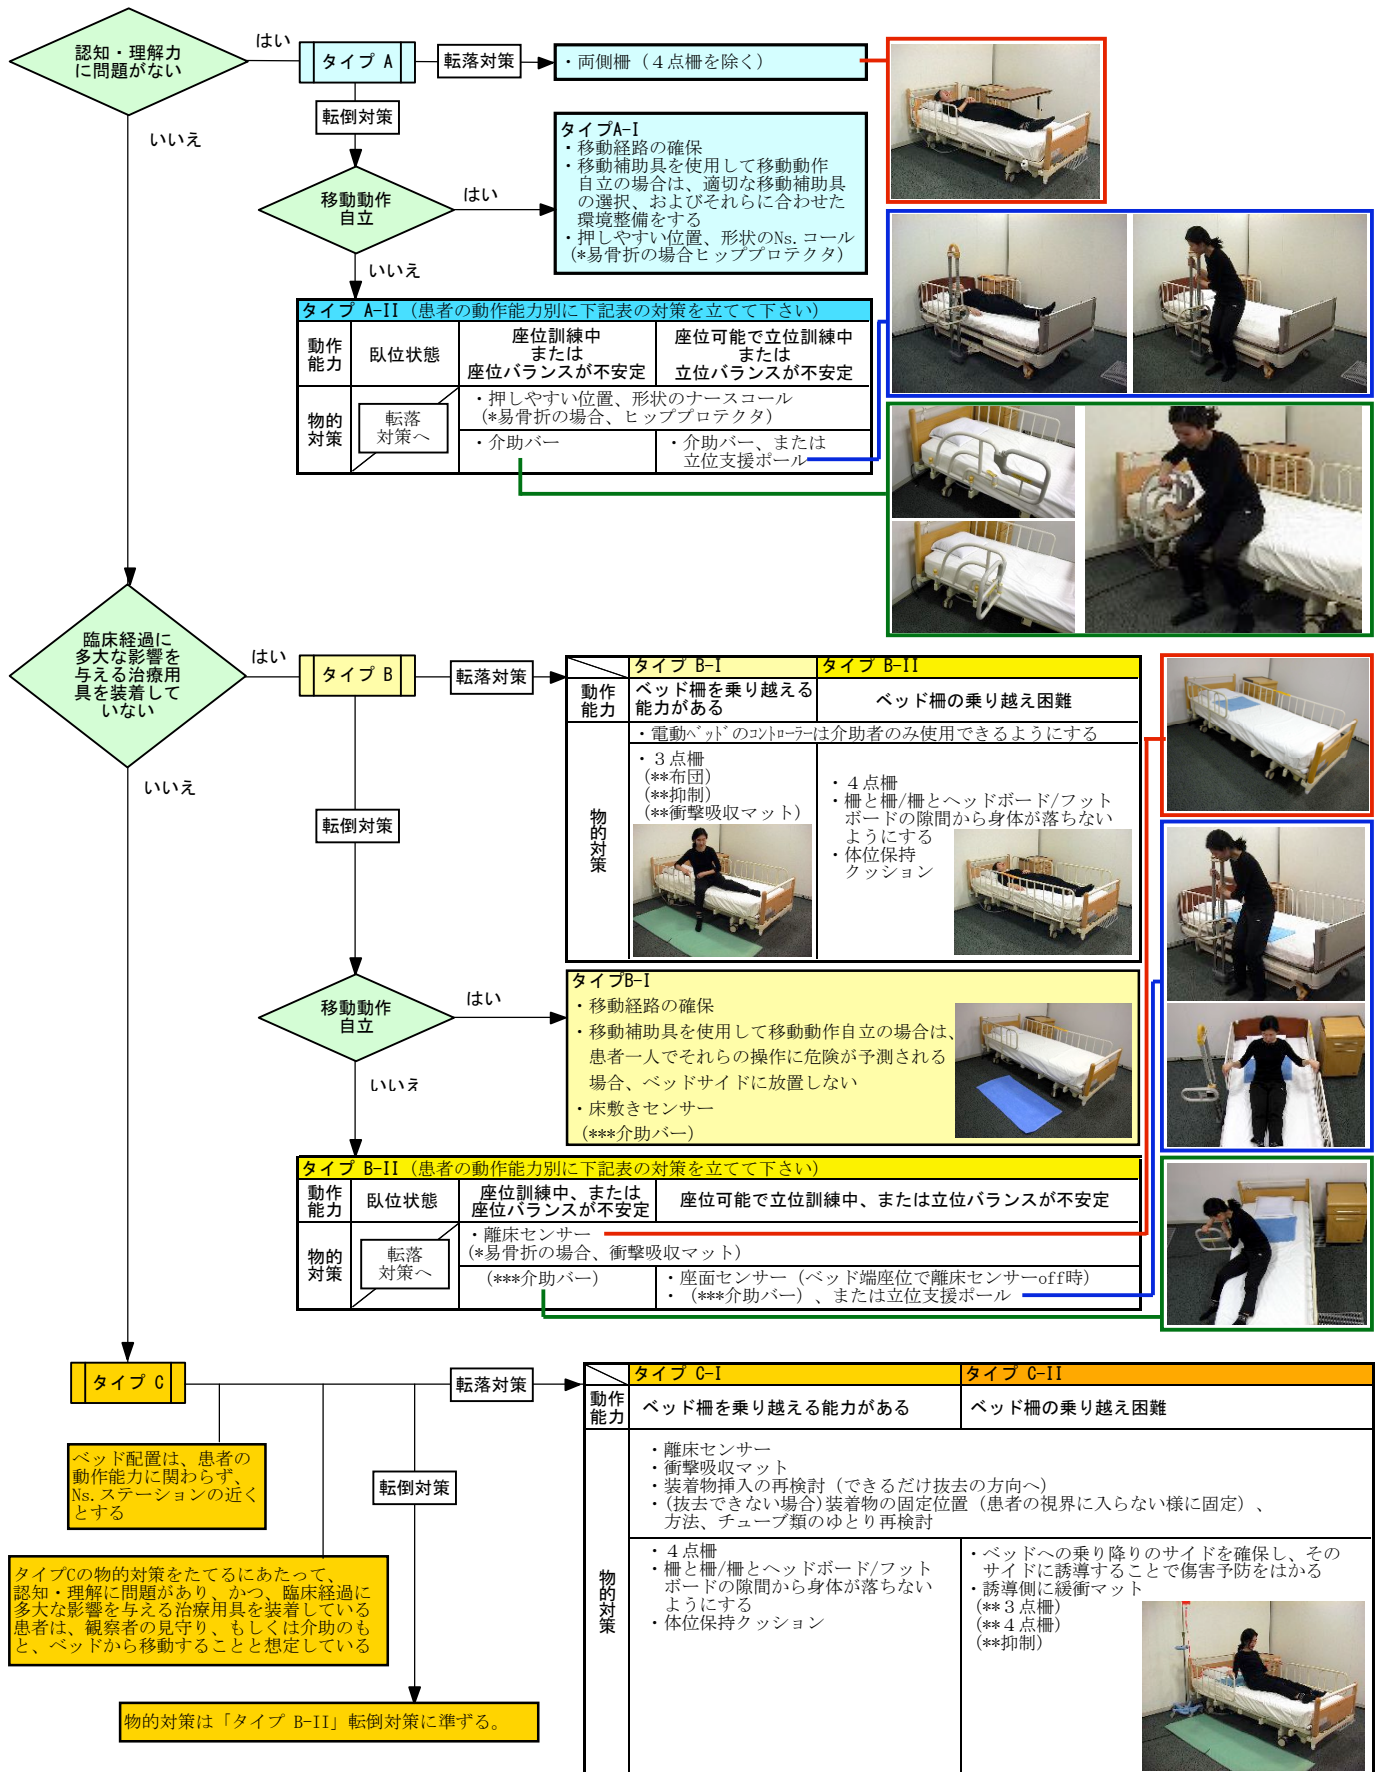 認知・理解力
に問題がない
はい
タイプ A
転落対策
・両側柵（４点柵を除く）
いいえ
転倒対策
移動動作
自立
はい
タイプA-I
・移動経路の確保
・移動補助具を使用して移動動作
自立の場合は、適切な移動補助具
の選択、およびそれらに合わせた
環境整備をする
・押しやすい位置、形状のNs.コール
(*易骨折の場合ヒッププロテクタ)
いいえ
タイプ A-II（患者の動作能力別に下記表の対策を立てて下さい）
動作
能力
臥位状態
座位訓練中
または
座位バランスが不安定
座位可能で立位訓練中
または
立位バランスが不安定
物的
対策
転落
対策へ
・押しやすい位置、形状のナースコール
(*易骨折の場合、ヒッププロテクタ)
・介助バー
・介助バー、または
立位支援ポール
臨床経過に
多大な影響を
与える治療用
具を装着して
いない
はい
タイプ B
転落対策
タイプ B-I
タイプ B-II
動作
能力
ベッド柵を乗り越える
能力がある
ベッド柵の乗り越え困難
物的対策
・電動ﾍﾞｯﾄﾞのｺﾝﾄﾛｰﾗｰは介助者のみ使用できるようにする
・３点柵
(**布団)
(**抑制)
(**衝撃吸収マット)
・４点柵
・柵と柵/柵とヘッドボード/フット
ボードの隙間から身体が落ちない
ようにする
・体位保持
クッション
いいえ
転倒対策
移動動作
自立
はい
タイプB-I
・移動経路の確保
・移動補助具を使用して移動動作自立の場合は、
患者一人でそれらの操作に危険が予測される
場合、ベッドサイドに放置しない
・床敷きセンサー
(***介助バー)
いいえ
タイプ B-II（患者の動作能力別に下記表の対策を立てて下さい）
動作
能力
臥位状態
座位訓練中、または
座位バランスが不安定
座位可能で立位訓練中、または立位バランスが不安定
物的
対策
転落
対策へ
・離床センサー
(*易骨折の場合、衝撃吸収マット)
(***介助バー)
・座面センサー（ベッド端座位で離床センサーoff時）
・（***介助バー）、または立位支援ポール
タイプ C
転落対策
ベッド配置は、患者の
動作能力に関わらず、
Ns.ステーションの近く
とする
転倒対策
タイプCの物的対策をたてるにあたって、
認知・理解に問題があり、かつ、臨床経過に
多大な影響を与える治療用具を装着している
患者は、観察者の見守り、もしくは介助のも
と、ベッドから移動することと想定している
物的対策は「タイプ B-II」転倒対策に準ずる。
タイプ C-I
タイプ C-II
動作
能力
ベッド柵を乗り越える能力がある
ベッド柵の乗り越え困難
物的対策
・離床センサー
・衝撃吸収マット
・装着物挿入の再検討（できるだけ抜去の方向へ）
・(抜去できない場合)装着物の固定位置（患者の視界に入らない様に固定）、
方法、チューブ類のゆとり再検討
・４点柵
・柵と柵/柵とヘッドボード/フット
ボードの隙間から身体が落ちない
ようにする
・体位保持クッション
・ベッドへの乗り降りのサイドを確保し、その
サイドに誘導することで傷害予防をはかる
・誘導側に緩衝マット
(**３点柵)
(**４点柵)
(**抑制)